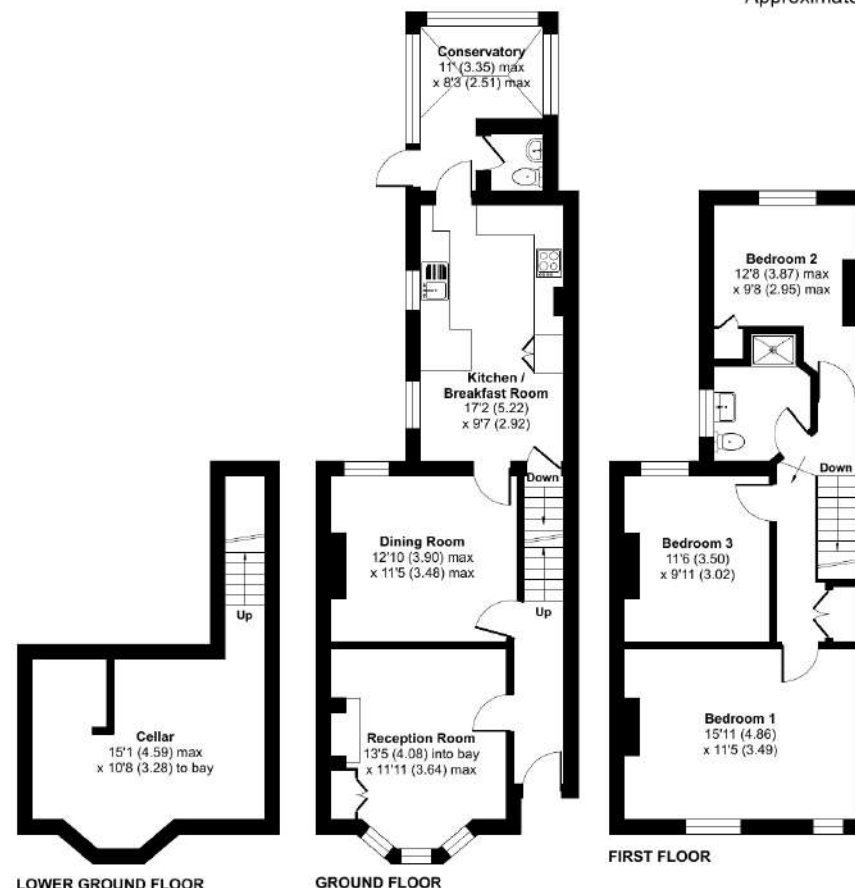 Approximate
Conservatory
11' (3.35) max
x 8'3 (2.51) max
Kitchen /
Breakfast Room
17'2 (5.22)
x 9'7 (2.92)
Down
Dining Room
12'10 (3.90) max
x 11'5 (3.48) max
Up
Reception Room
13'5 (4.08) into bay
x 11'11 (3.64) max
Up
Cellar
15'1 (4.59) max
x 10'8 (3.28) to bay
Bedroom 2
12'8 (3.87) max
x 9'8 (2.95) max
Down
Bedroom 3
11'6 (3.50)
x 9'11 (3.02)
Bedroom 1
15'11 (4.86)
x 11'5 (3.49)
LOWER GROUND FLOOR
GROUND FLOOR
FIRST FLOOR